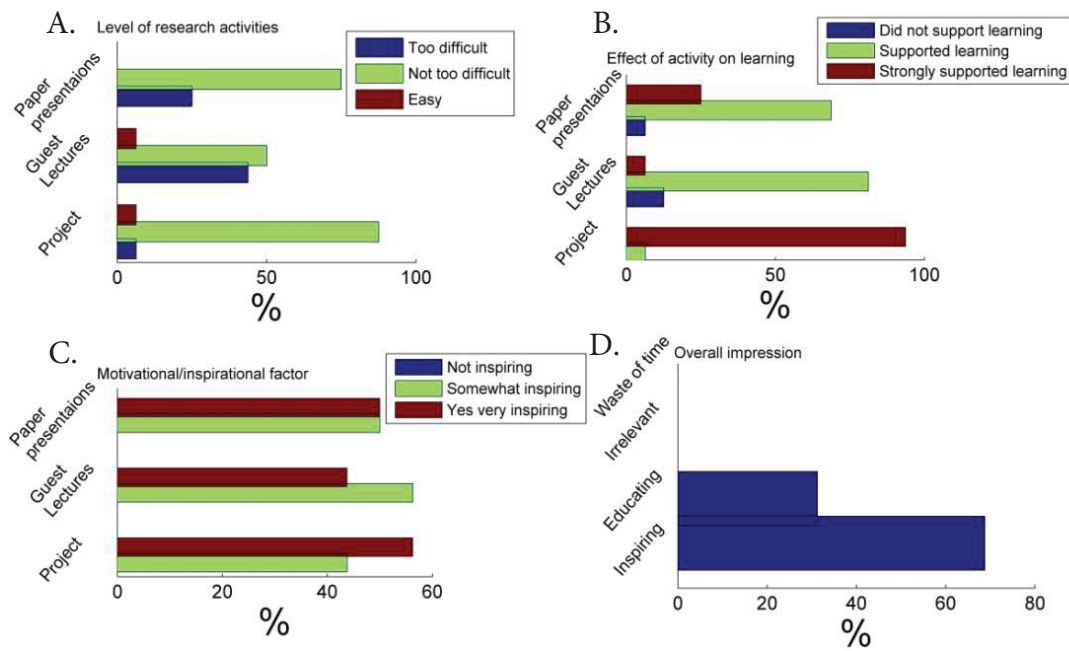 A.
Level of research activities
Too difficult
Not too difficult
Easy
Paper
presentaions
Guest
Lectures
Project
0
50
100
%
B.
Effect of activity on learning
Did not support learning
Supported learning
Strongly supported learning
Paper
presentaions
Guest
Lectures
Project
0
50
100
%
C.
Motivational/inspirational factor
Not inspiring
Somewhat inspiring
Yes very inspiring
Paper
presentaions
Guest
Lectures
Project
0
20
40
60
%
D.
Overall impression
Waste of time
Irrelevant
Educating
Inspiring
0
20
40
60
80
%